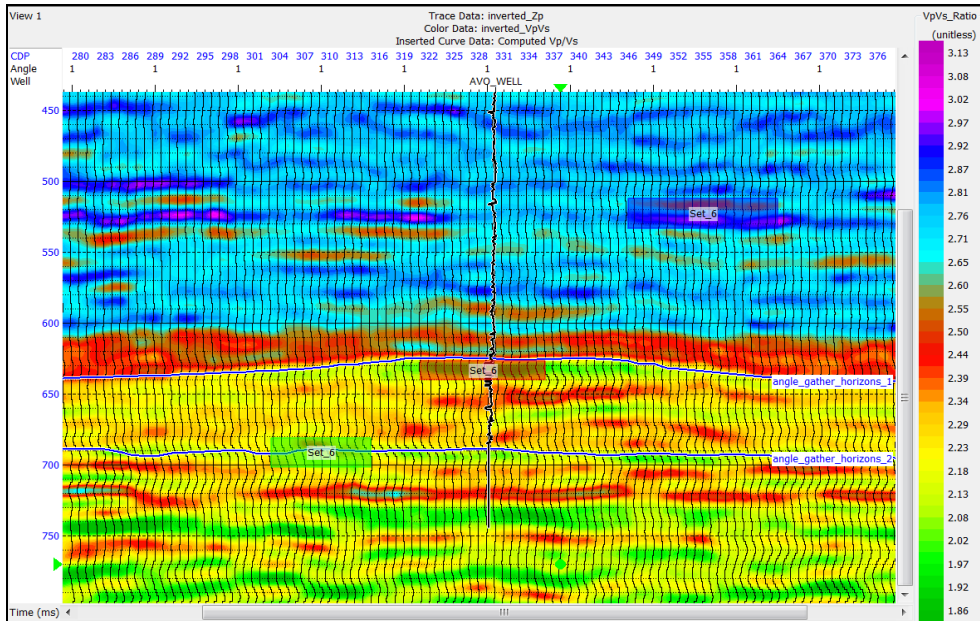 View 1
Trace Data: inverted_Zp
Color Data: inverted_VpVs
Inserted Curve Data: Computed Vp/Vs
VpVs_Ratio
(unitless)
CDP 280 283 286 289 292 295 298 301 304 307 310 313 316 319 322 325 328 331 334 337 340 343 346 349 352 355 358 361 364 367 370 373 376
Angle 1 1 1 1 1 1 1 1 1 1
Well AVO_WELL
450
500
550
600
650
700
750
Set_6
Set_6
angle_gather_horizons_1
Set_6
angle_gather_horizons_2
Time (ms)
3.13
3.08
3.02
2.97
2.92
2.87
2.81
2.76
2.71
2.65
2.60
2.55
2.50
2.44
2.39
2.34
2.29
2.23
2.18
2.13
2.08
2.02
1.97
1.92
1.86